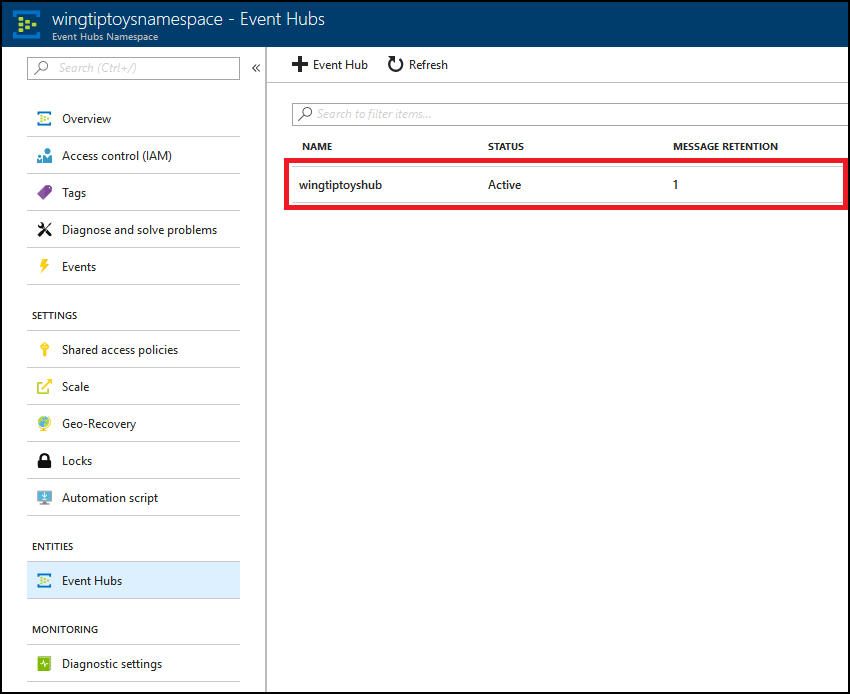 wingtiptoysnamespace - Event Hubs
Event Hubs Namespace
Search (Ctrl+/)
«
Overview
Access control (IAM)
Tags
Diagnose and solve problems
Events
SETTINGS
Shared access policies
Scale
Geo-Recovery
Locks
Automation script
ENTITIES
Event Hubs
MONITORING
Diagnostic settings
Event Hub Refresh
Search to filter items...
NAME STATUS MESSAGE RETENTION
wingtiptoyshub Active 1